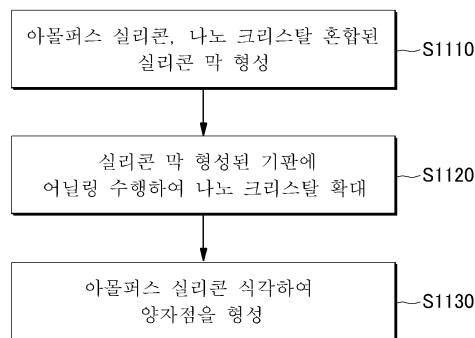 아몰퍼스 실리콘, 나노 크리스탈 혼합된
실리콘 막 형성
S1110
실리콘 막 형성된 기판에
어닐링 수행하여 나노 크리스탈 확대
S1120
아몰퍼스 실리콘 식각하여
양자점을 형성
S1130